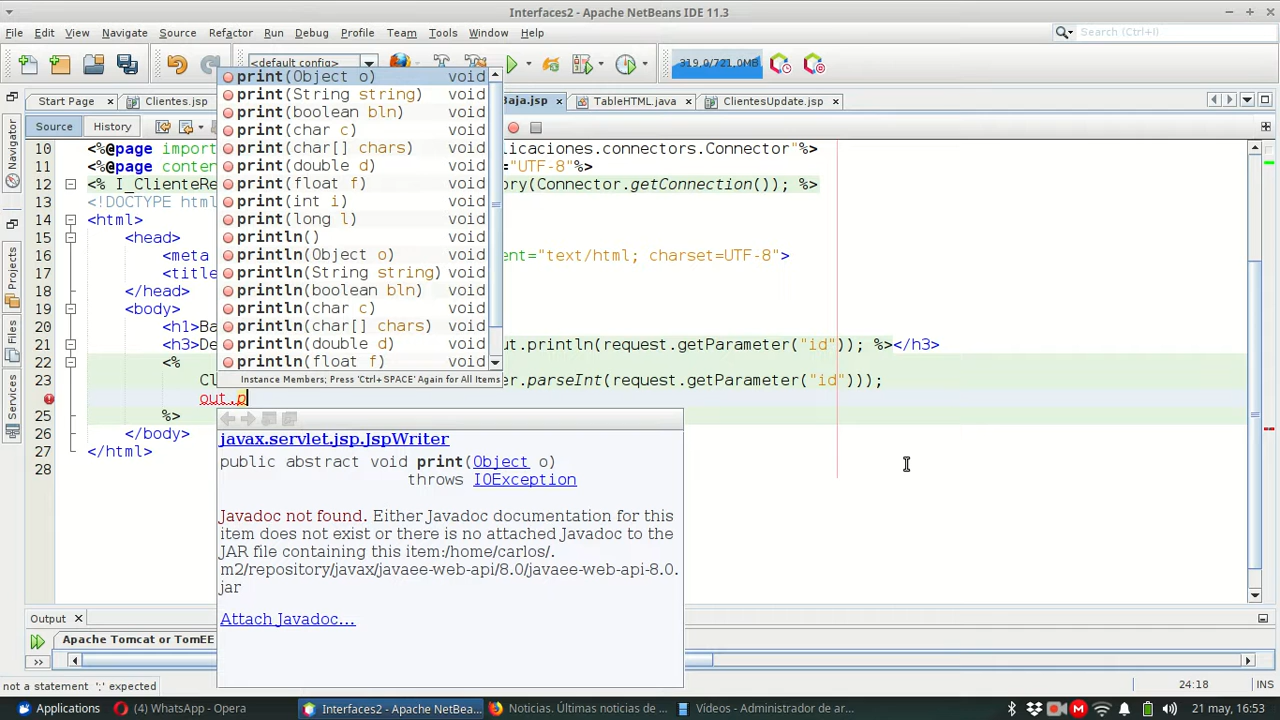 Interfaces2 - Apache NetBeans IDE 11.3
File Edit View Navigate Source Refactor Run Debug Profile Team Tools Window Help
Search (Ctrl+I)
<default config>
319,0/721,0MB
Start Page Clientes.jsp Baja.jsp TableHTML.java ClientesUpdate.jsp
Source History
print(Object o) void
print(String string) void
print(boolean bln) void
print(char c) void
print(char[] chars) void
print(double d) void
print(float f) void
print(int i) void
print(long l) void
println() void
println(Object o) void
println(String string) void
println(boolean bln) void
println(char c) void
println(char[] chars) void
println(double d) void
println(float f) void
Instance Members; Press 'Ctrl+SPACE' Again for All Items
10 <%@page import licaciones.connectors.Connector"%>
11 <%@page conten ="UTF-8"%>
12 <% I_ClienteRe ory(Connector.getConnection()); %>
13 <!DOCTYPE html
14 <html>
15 <head>
16 <meta ent="text/html; charset=UTF-8">
17 <title
18 </head>
19 <body>
20 <h1>Ba
21 <h3>De ut.println(request.getParameter("id")); %></h3>
22 <%
23 Cl er.parseInt(request.getParameter("id")));
out.p
25 %>
26 </body>
27 </html>
28
javax.servlet.jsp.JspWriter
public abstract void print(Object o)
throws IOException
Javadoc not found. Either Javadoc documentation for this
item does not exist or there is no attached Javadoc to the
JAR file containing this item:/home/carlos/.
m2/repository/javax/javaee-web-api/8.0/javaee-web-api-8.0.
jar
Attach Javadoc...
Navigator
Projects
Files
Services
Output
Apache Tomcat or TomEE
not a statement ';' expected
24:18 INS
Applications (4) WhatsApp - Opera Interfaces2 - Apache NetBea... Noticias. Últimas noticias de ... Vídeos - Administrador de ar... 21 may, 16:53